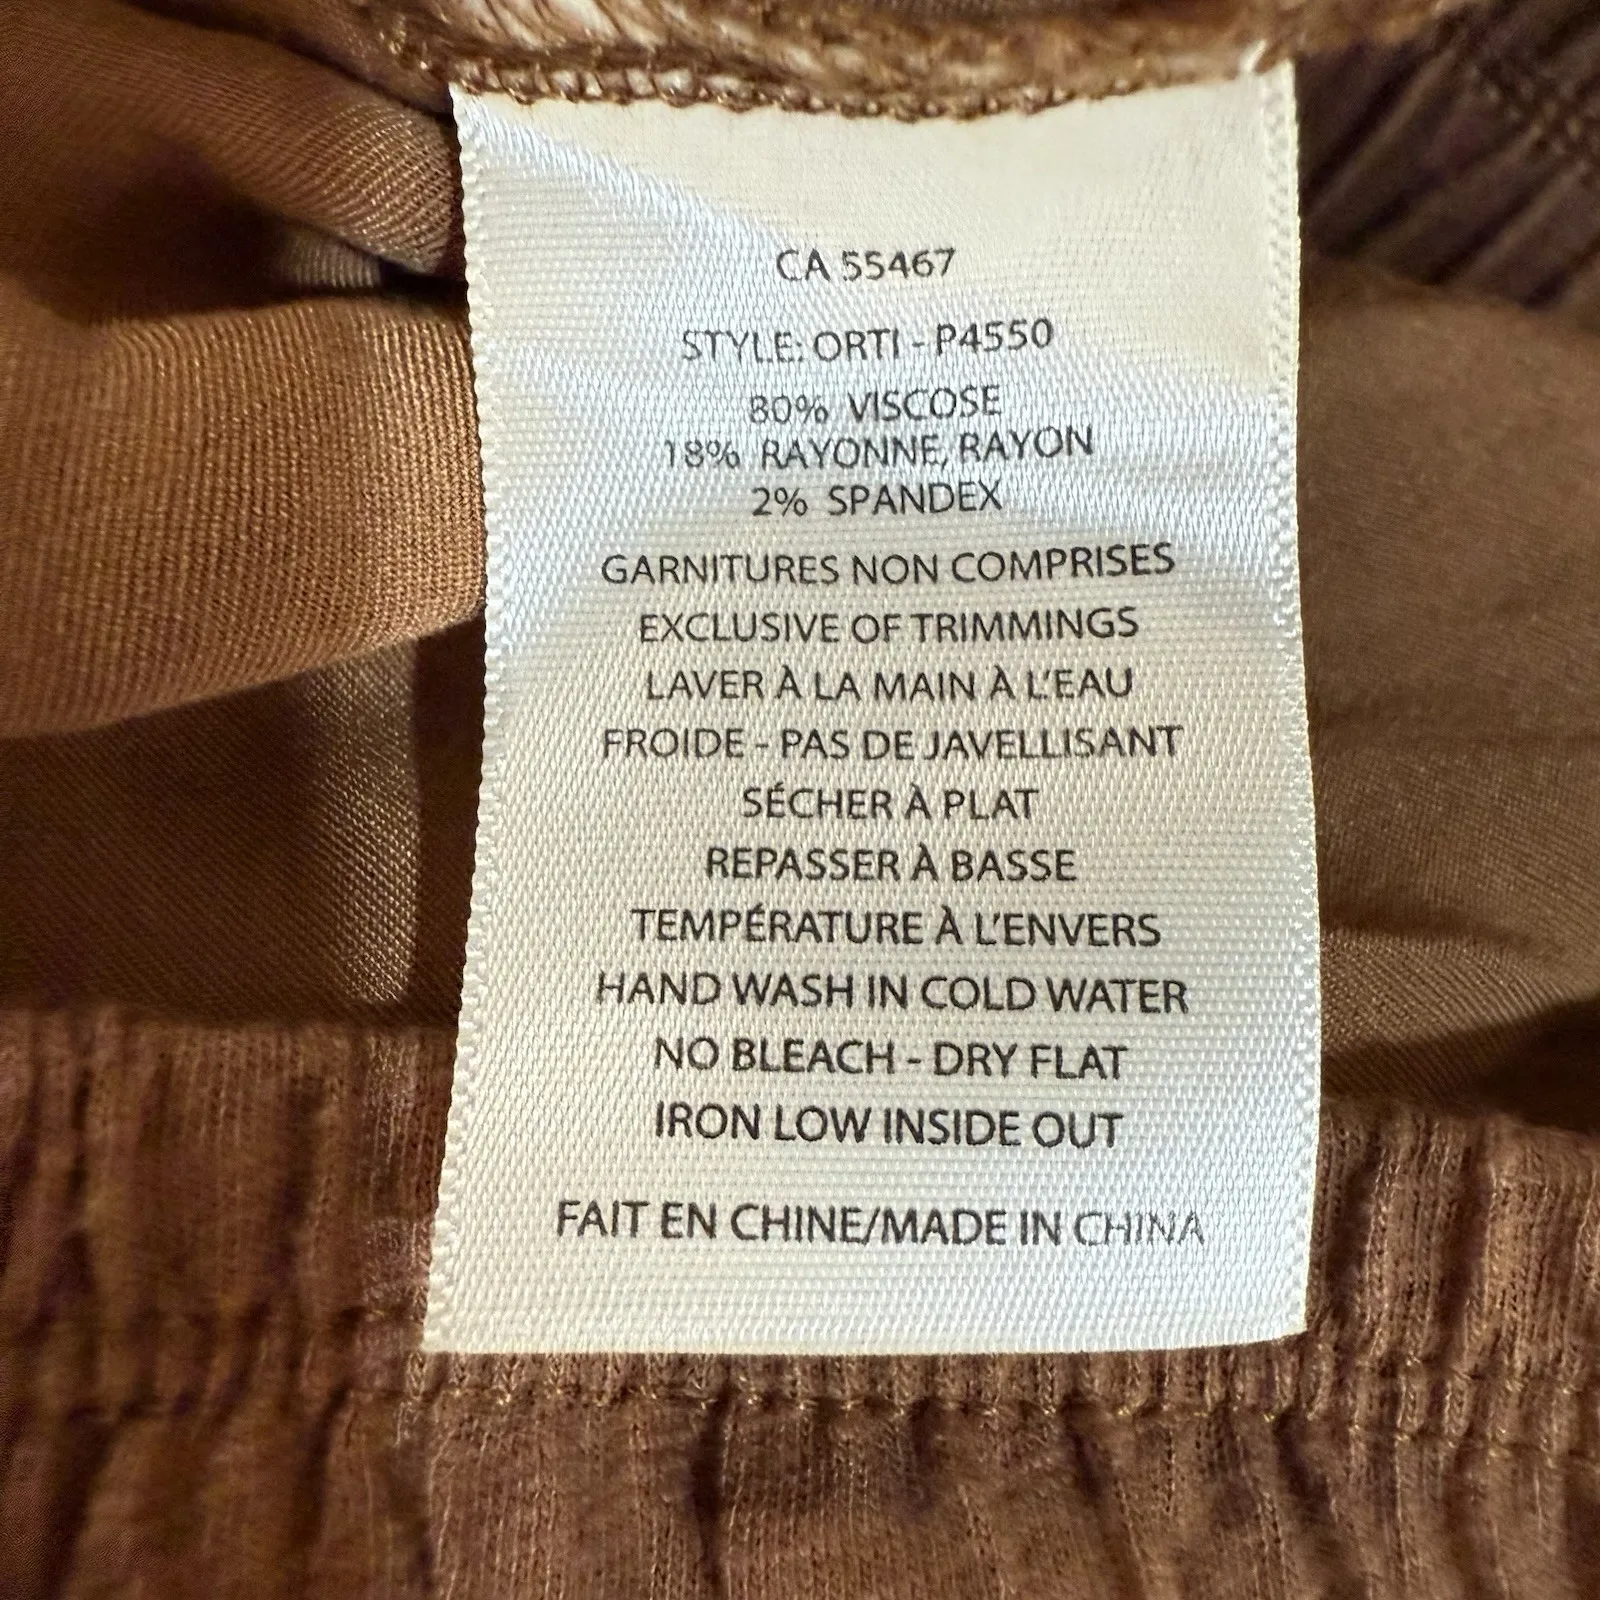 CA 55467
STYLE: ORTI - P4550
80% VISCOSE
18% RAYONNE, RAYON
2% SPANDEX
GARNITURES NON COMPRISES
EXCLUSIVE OF TRIMMINGS
LAVER À LA MAIN À L'EAU
FROIDE - PAS DE JAVELLISANT
SÉCHER À PLAT
REPASSER À BASSE
TEMPÉRATURE À L'ENVERS
HAND WASH IN COLD WATER
NO BLEACH - DRY FLAT
IRON LOW INSIDE OUT
FAIT EN CHINE/MADE IN CHINA